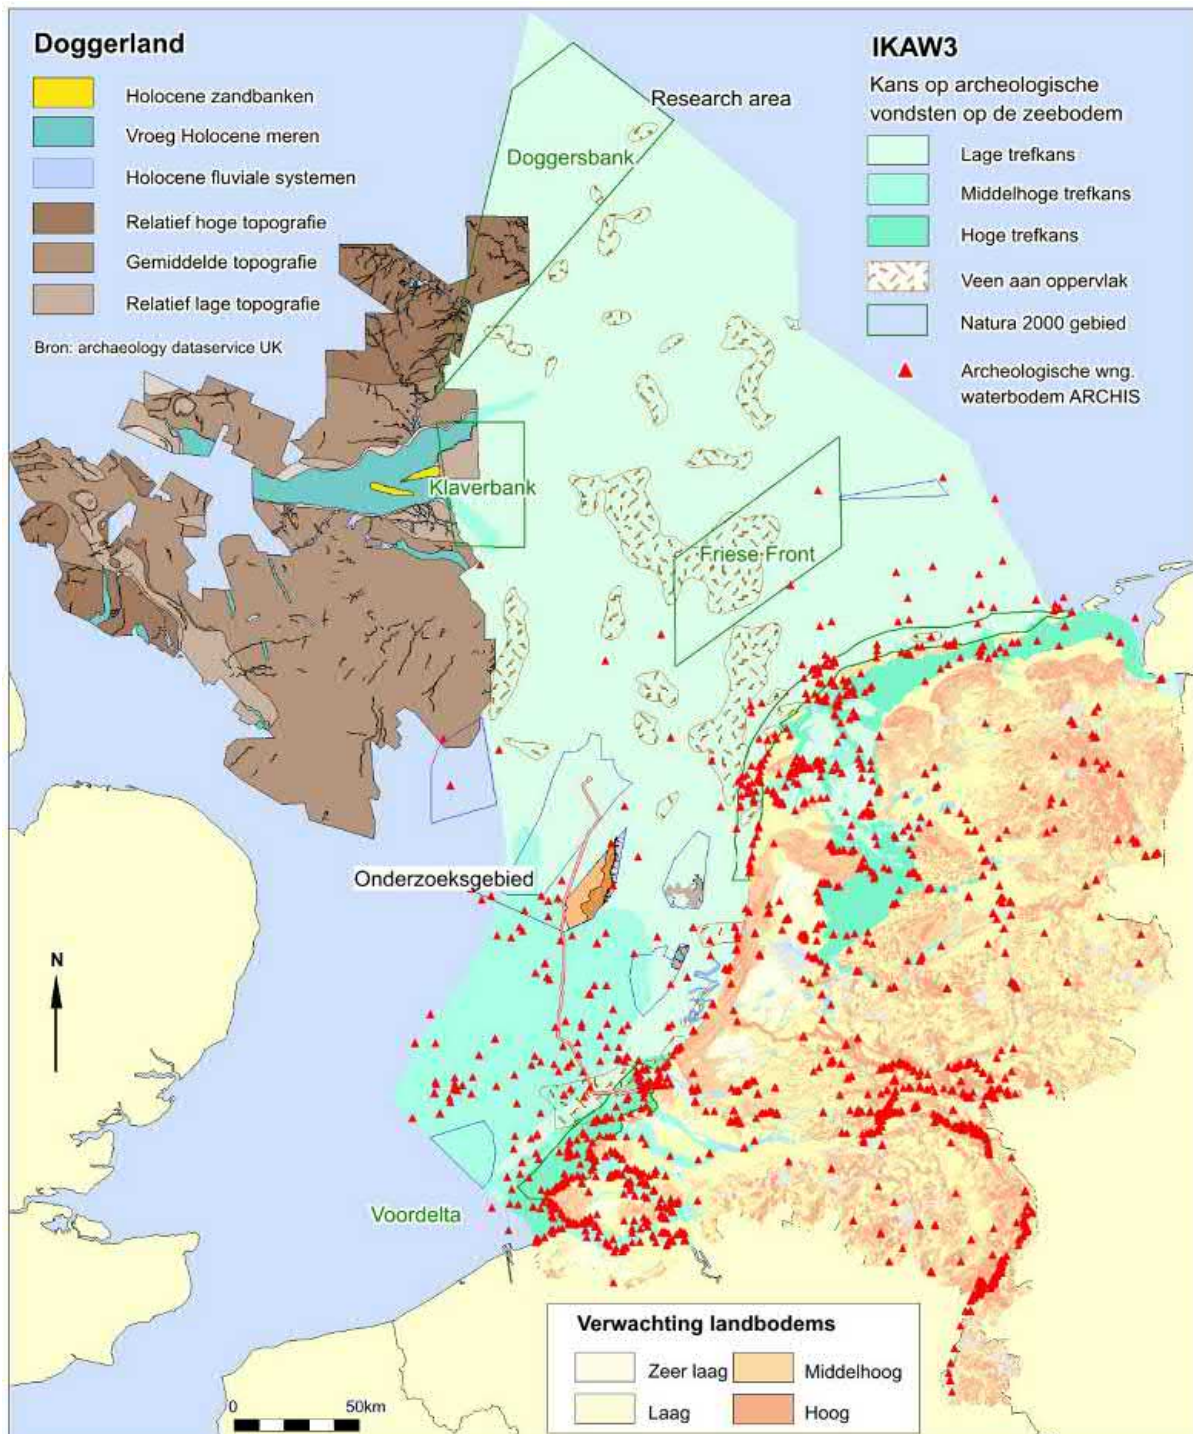 Doggerland
Holocene zandbanken
Vroeg Holocene meren
Holocene fluviale systemen
Relatief hoge topografie
Gemiddelde topografie
Relatief lage topografie
Bron: archaeology dataservice UK
IKAW3
Kans op archeologische
vondsten op de zeebodem
Lage trefkans
Middelhoge trefkans
Hoge trefkans
Veen aan oppervlak
Natura 2000 gebied
Archeologische wng.
waterbodem ARCHIS
Research area
Doggersbank
Klaverbank
Friese Front
Onderzoeksgebied
N
Voordelta
Verwachting landbodems
Zeer laag
Middelhoog
Laag
Hoog
0 50km